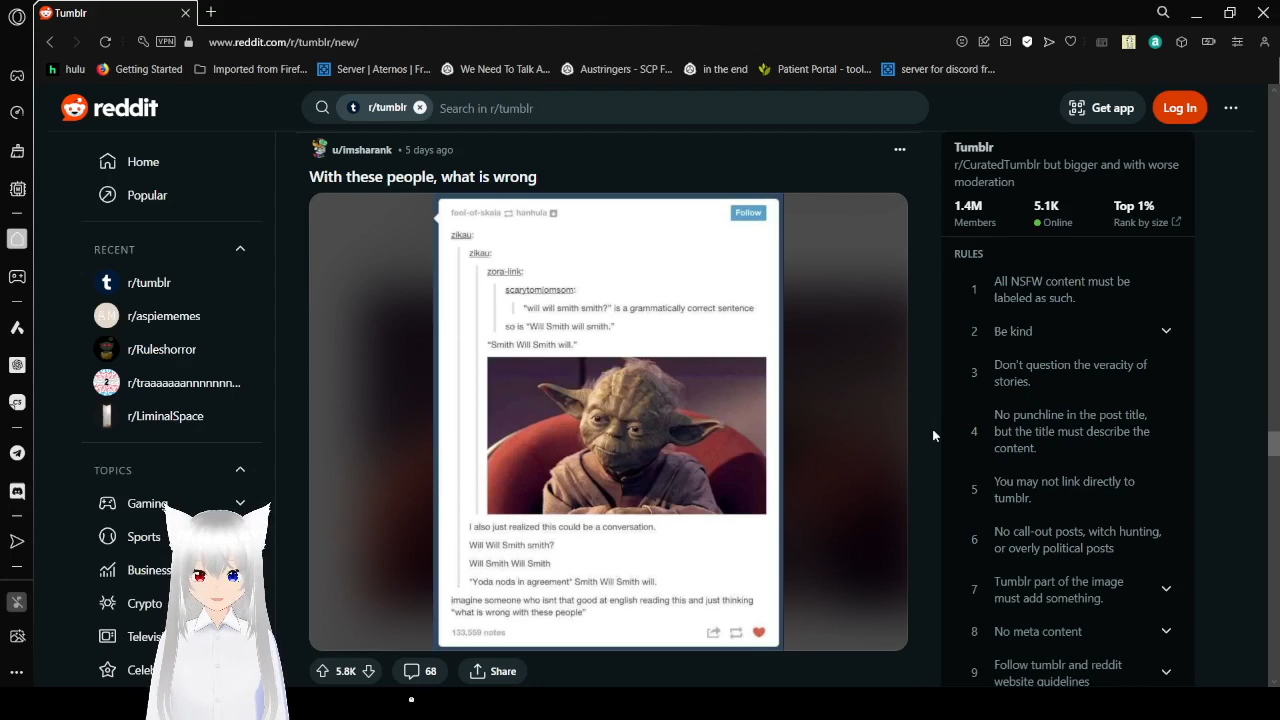 Tumblr
VPN
www.reddit.com/r/tumblr/new/
hulu
Getting Started
Imported from Firef...
Server | Aternos | Fr...
We Need To Talk A...
Austringers - SCP F...
in the end
Patient Portal - tool...
server for discord fr...
reddit
r/tumblr
Search in r/tumblr
Get app
Log In
Home
Popular
RECENT
r/tumblr
r/aspiememes
r/Ruleshorror
r/traaaaaaannnnnnn...
r/LiminalSpace
TOPICS
Gaming
Sports
Business
Crypto
Televi
Celeb
u/imsharank • 5 days ago
With these people, what is wrong
fool-of-skaia hanhula
Follow
zikau:
zikau:
zora-link:
scarytomjomsom:
"will will smith smith?" is a grammatically correct sentence
so is "Will Smith will smith."
"Smith Will Smith will."
I also just realized this could be a conversation.
Will Will Smith smith?
Will Smith Will Smith
*Yoda nods in agreement* Smith Will Smith will.
imagine someone who isnt that good at english reading this and just thinking
"what is wrong with these people"
133,559 notes
5.8K
68
Share
Tumblr
r/CuratedTumblr but bigger and with worse
moderation
1.4M
5.1K
Top 1%
Members
Online
Rank by size
RULES
1
All NSFW content must be
labeled as such.
2
Be kind
3
Don't question the veracity of
stories.
4
No punchline in the post title,
but the title must describe the
content.
5
You may not link directly to
tumblr.
6
No call-out posts, witch hunting,
or overly political posts
7
Tumblr part of the image
must add something.
8
No meta content
9
Follow tumblr and reddit
website guidelines